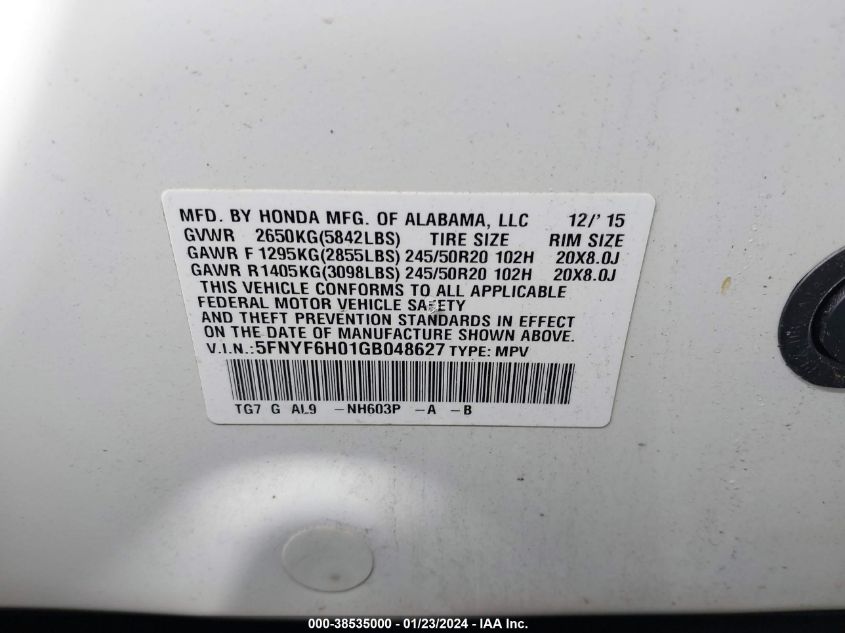 MFD. BY HONDA MFG. OF ALABAMA, LLC 12/'15
GVWR 2650KG(5842LBS) TIRE SIZE RIM SIZE
GAWR F 1295KG(2855LBS) 245/50R20 102H 20X8.0J
GAWR R1405KG(3098LBS) 245/50R20 102H 20X8.0J
THIS VEHICLE CONFORMS TO ALL APPLICABLE
FEDERAL MOTOR VEHICLE SAFETY
AND THEFT PREVENTION STANDARDS IN EFFECT
ON THE DATE OF MANUFACTURE SHOWN ABOVE.
V.I.N.:5FNYF6H01GB048627 TYPE: MPV
TG7 G AL9 -NH603P -A -B
000-38535000 - 01/23/2024 - IAA Inc.